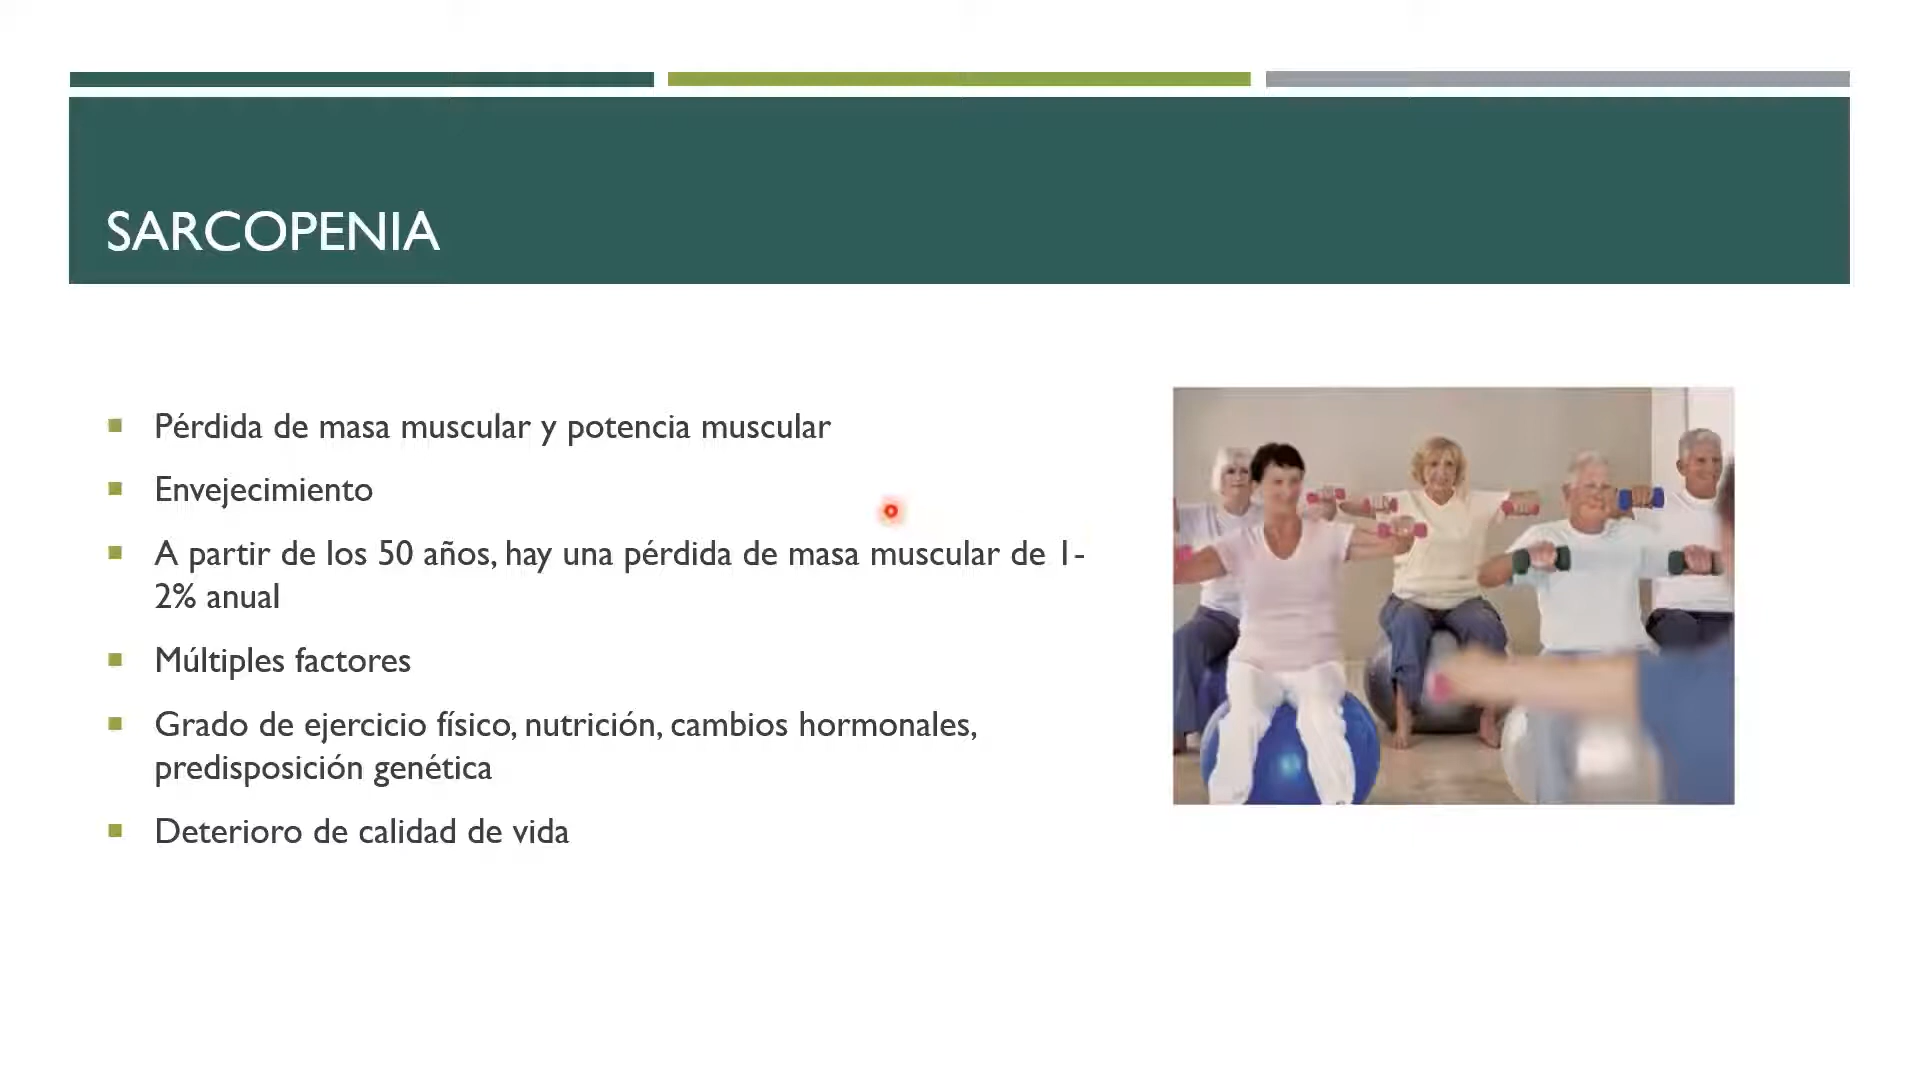 SARCOPENIA
Pérdida de masa muscular y potencia muscular
Envejecimiento
A partir de los 50 años, hay una pérdida de masa muscular de 1-
2% anual
Múltiples factores
Grado de ejercicio físico, nutrición, cambios hormonales,
predisposición genética
Deterioro de calidad de vida